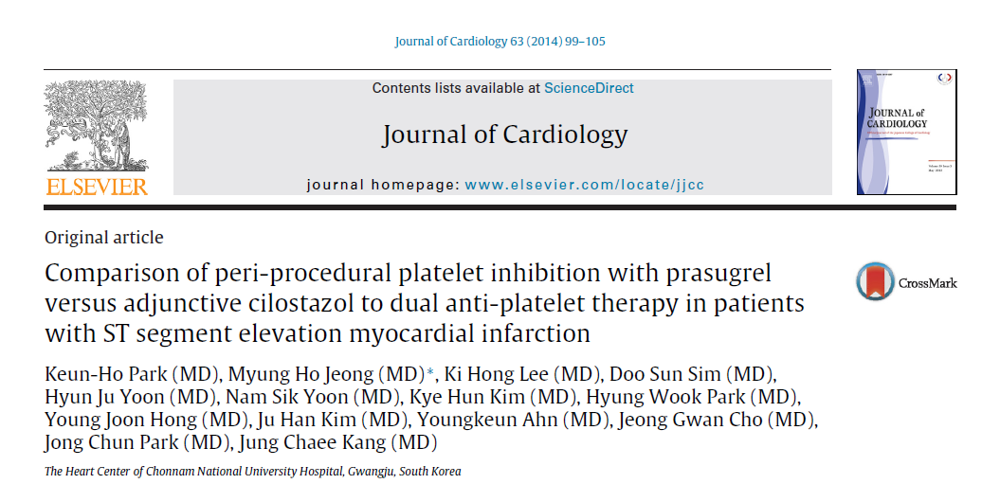 Journal of Cardiology 63 (2014) 99–105
Contents lists available at ScienceDirect
Journal of Cardiology
journal homepage: www.elsevier.com/locate/jjcc
ELSEVIER
JOURNAL of
CARDIOLOGY
Original article
Comparison of peri-procedural platelet inhibition with prasugrel
versus adjunctive cilostazol to dual anti-platelet therapy in patients
with ST segment elevation myocardial infarction
CrossMark
Keun-Ho Park (MD), Myung Ho Jeong (MD)*, Ki Hong Lee (MD), Doo Sun Sim (MD),
Hyun Ju Yoon (MD), Nam Sik Yoon (MD), Kye Hun Kim (MD), Hyung Wook Park (MD),
Young Joon Hong (MD), Ju Han Kim (MD), Youngkeun Ahn (MD), Jeong Gwan Cho (MD),
Jong Chun Park (MD), Jung Chaee Kang (MD)
The Heart Center of Chonnam National University Hospital, Gwangju, South Korea